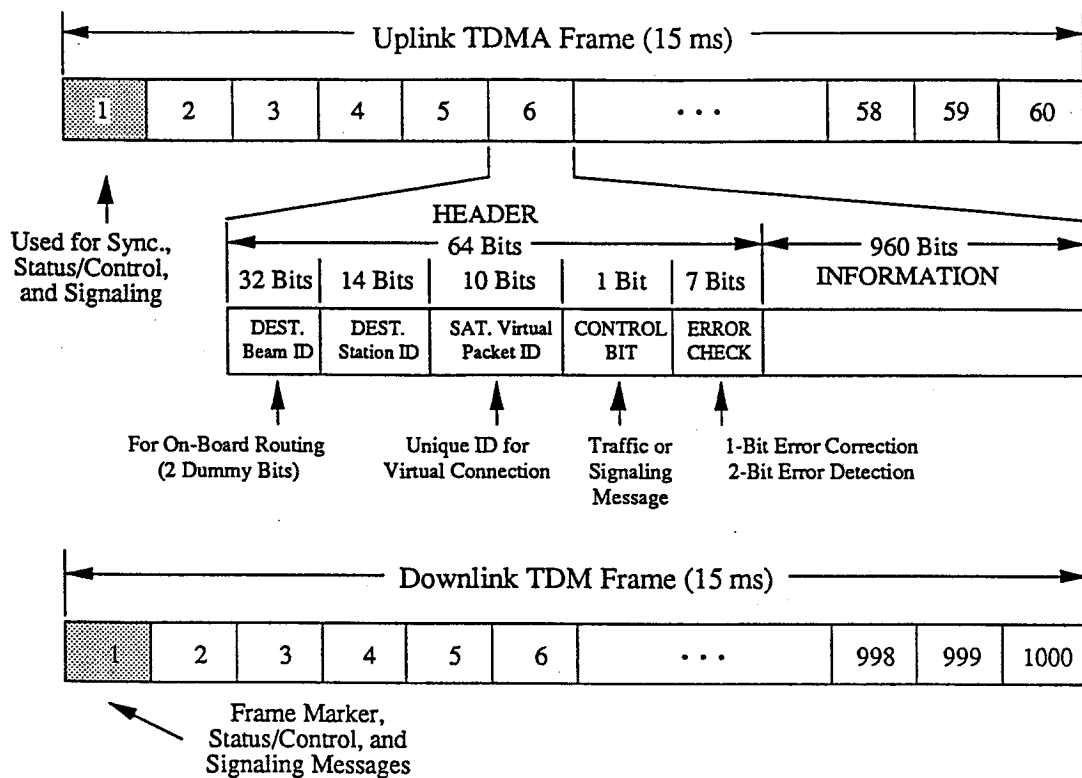 Uplink TDMA Frame (15 ms)
1 2 3 4 5 6 • • • 58 59 60
Used for Sync.,
Status/Control,
and Signaling
HEADER
64 Bits
960 Bits
INFORMATION
32 Bits 14 Bits 10 Bits 1 Bit 7 Bits
DEST.
Beam ID
DEST.
Station ID
SAT. Virtual
Packet ID
CONTROL
BIT
ERROR
CHECK
For On-Board Routing
(2 Dummy Bits)
Unique ID for
Virtual Connection
Traffic or
Signaling
Message
1-Bit Error Correction
2-Bit Error Detection
Downlink TDM Frame (15 ms)
1 2 3 4 5 6 • • • 998 999 1000
Frame Marker,
Status/Control, and
Signaling Messages